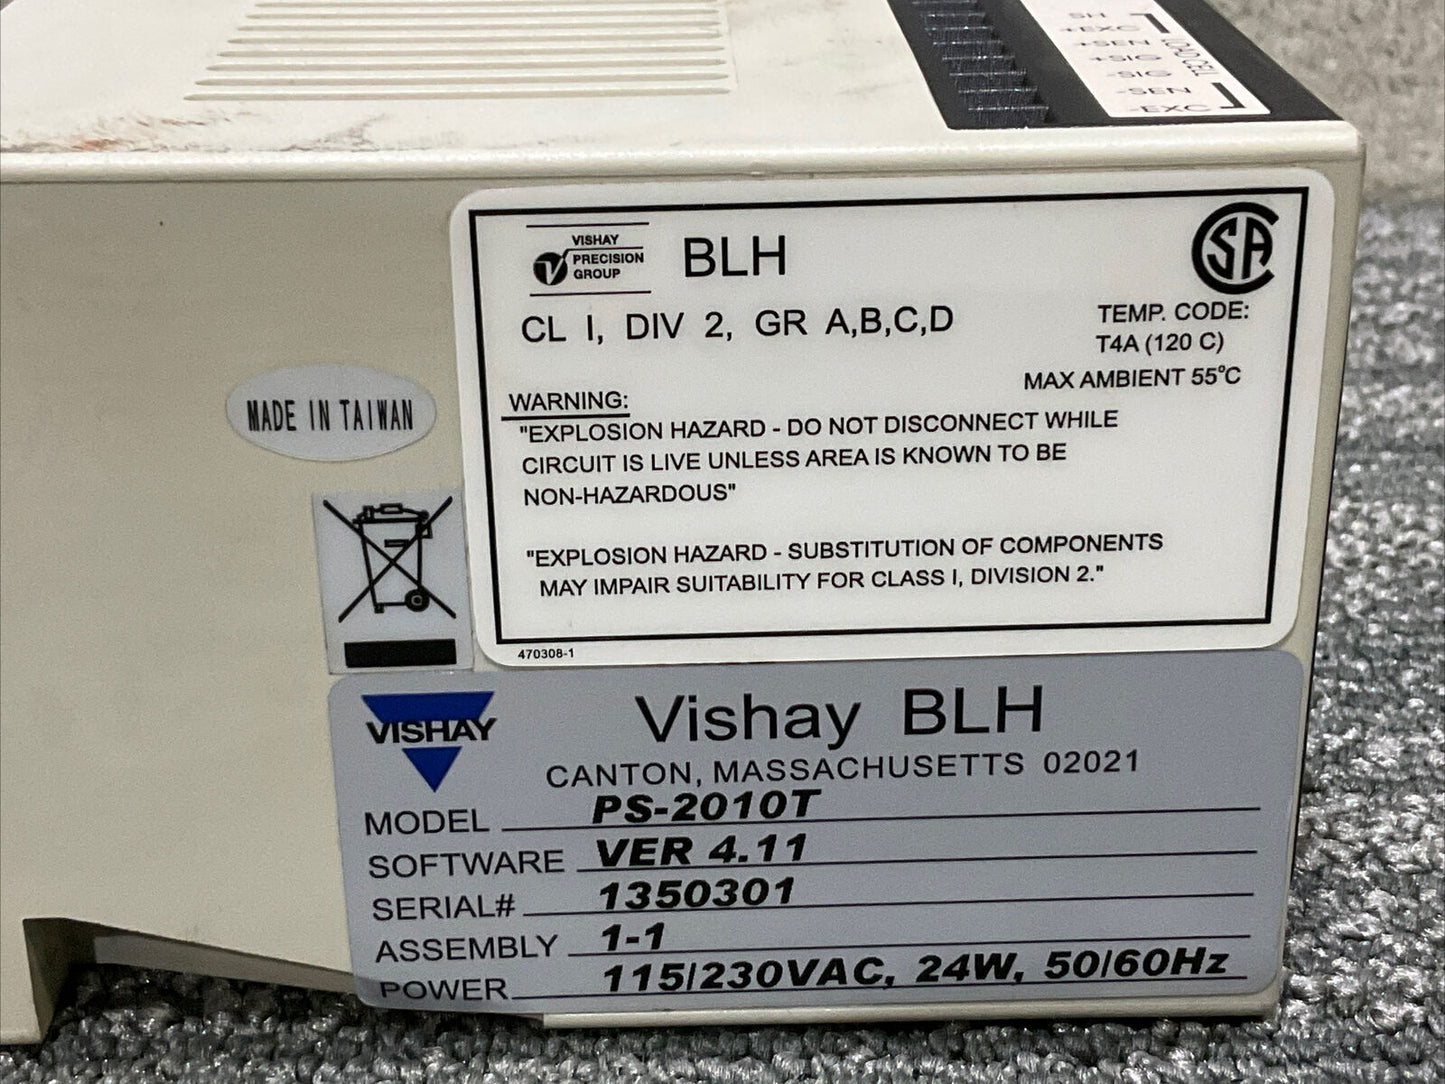 SH
+EXC
+SEN
+SIG
-SIG
-SEN
-EXC
LOAD CELL
VISHAY
PRECISION
GROUP
BLH
SA
CL I, DIV 2, GR A,B,C,D
TEMP. CODE:
T4A (120 C)
MAX AMBIENT 55°C
WARNING:
"EXPLOSION HAZARD - DO NOT DISCONNECT WHILE
CIRCUIT IS LIVE UNLESS AREA IS KNOWN TO BE
NON-HAZARDOUS"
"EXPLOSION HAZARD - SUBSTITUTION OF COMPONENTS
MAY IMPAIR SUITABILITY FOR CLASS I, DIVISION 2."
470308-1
MADE IN TAIWAN
VISHAY
Vishay BLH
CANTON, MASSACHUSETTS 02021
MODEL PS-2010T
SOFTWARE VER 4.11
SERIAL# 1350301
ASSEMBLY 1-1
POWER 115/230VAC, 24W, 50/60Hz